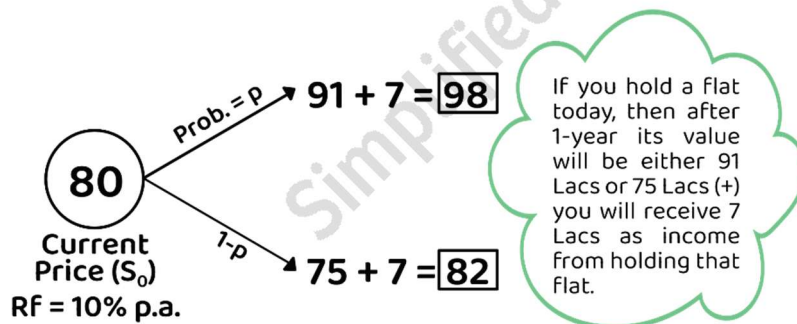 Simplified
Prob. = p
91 + 7 = 98
80
Current
Price (S₀)
Rf = 10% p.a.
1-p
75 + 7 = 82
If you hold a flat
today, then after
1-year its value
will be either 91
Lacs or 75 Lacs (+)
you will receive 7
Lacs as income
from holding that
flat.